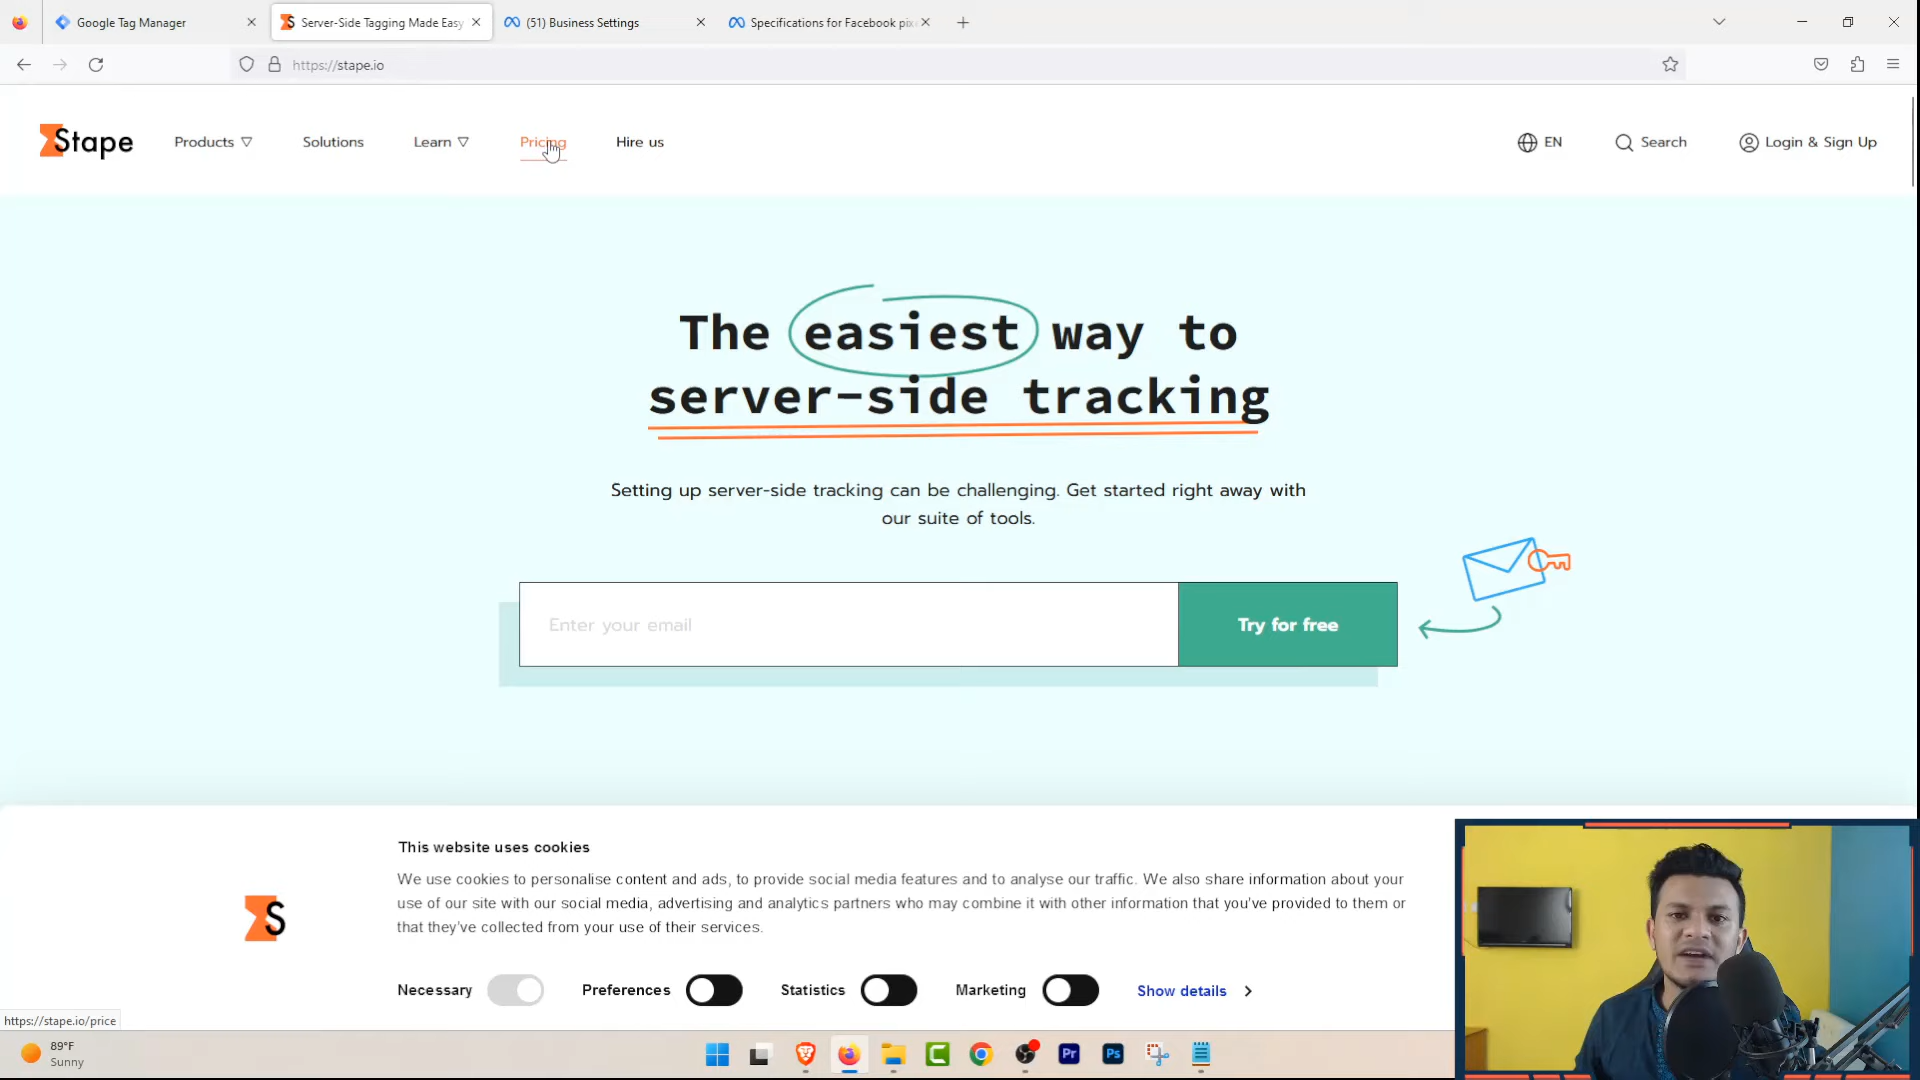 Google Tag Manager
Server-Side Tagging Made Easy
(51) Business Settings
Specifications for Facebook pix
https://stape.io
Stape
Products
Solutions
Learn
Pricing
Hire us
EN
Search
Login & Sign Up
The easiest way to
server-side tracking
Setting up server-side tracking can be challenging. Get started right away with
our suite of tools.
Enter your email
Try for free
This website uses cookies
We use cookies to personalise content and ads, to provide social media features and to analyse our traffic. We also share information about your
use of our site with our social media, advertising and analytics partners who may combine it with other information that you've provided to them or
that they've collected from your use of their services.
S
Necessary
Preferences
Statistics
Marketing
Show details
https://stape.io/price
89°F
Sunny
Pr
Ps